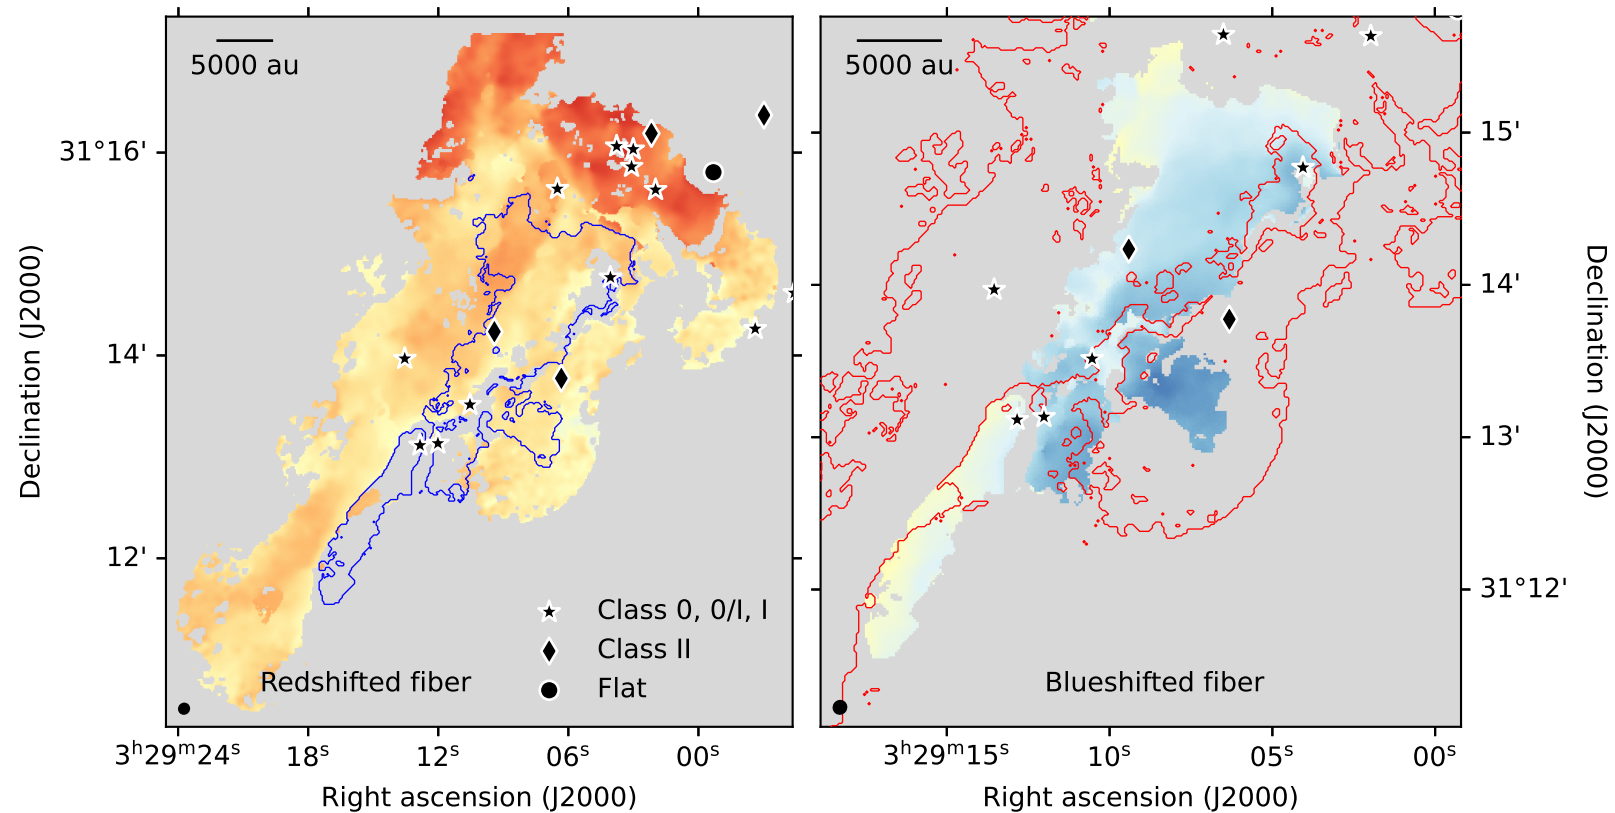 5000 au
31°16'
14'
12'
Declination (J2000)
Class 0, 0/I, I
Class II
Flat
Redshifted fiber
3ʰ29ᵐ24ˢ
18ˢ
12ˢ
06ˢ
00ˢ
Right ascension (J2000)
5000 au
15'
14'
13'
31°12'
Declination (J2000)
Blueshifted fiber
3ʰ29ᵐ15ˢ
10ˢ
05ˢ
00ˢ
Right ascension (J2000)